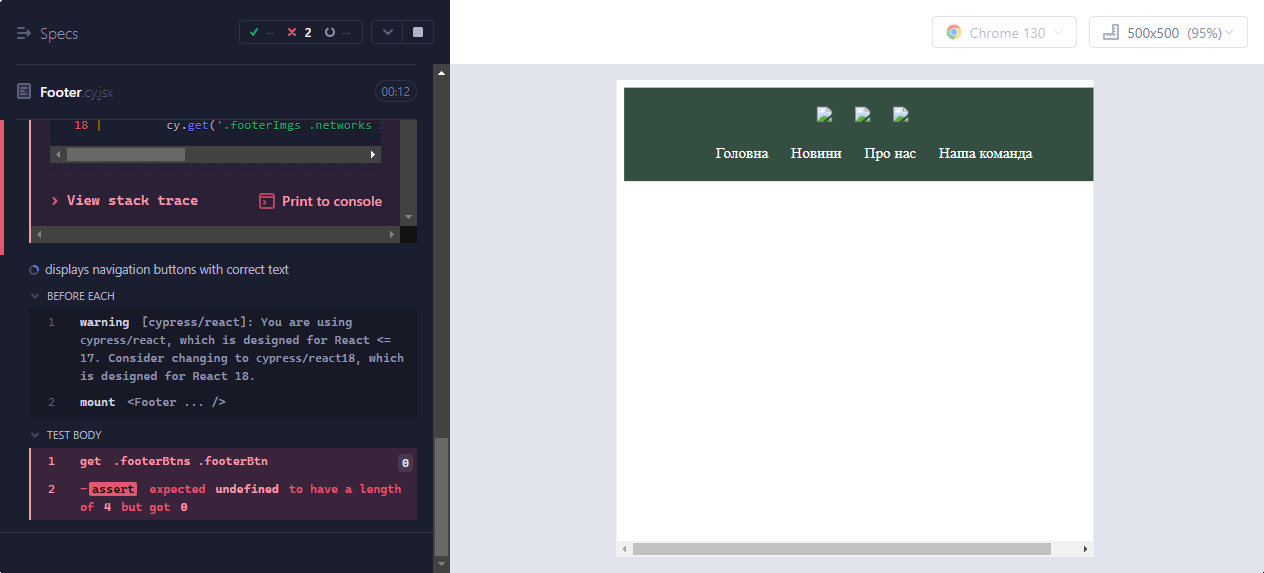 Specs
-- 2 --
Chrome 130
500x500 (95%)
Footer.cy.jsx
00:12
18 | cy.get('.footerImgs .networks
View stack trace
Print to console
displays navigation buttons with correct text
BEFORE EACH
1 warning [cypress/react]: You are using
cypress/react, which is designed for React <=
17. Consider changing to cypress/react18, which
is designed for React 18.
2 mount <Footer ... />
TEST BODY
1 get .footerBtns .footerBtn 0
2 -assert expected undefined to have a length
of 4 but got 0
Головна Новини Про нас Наша команда